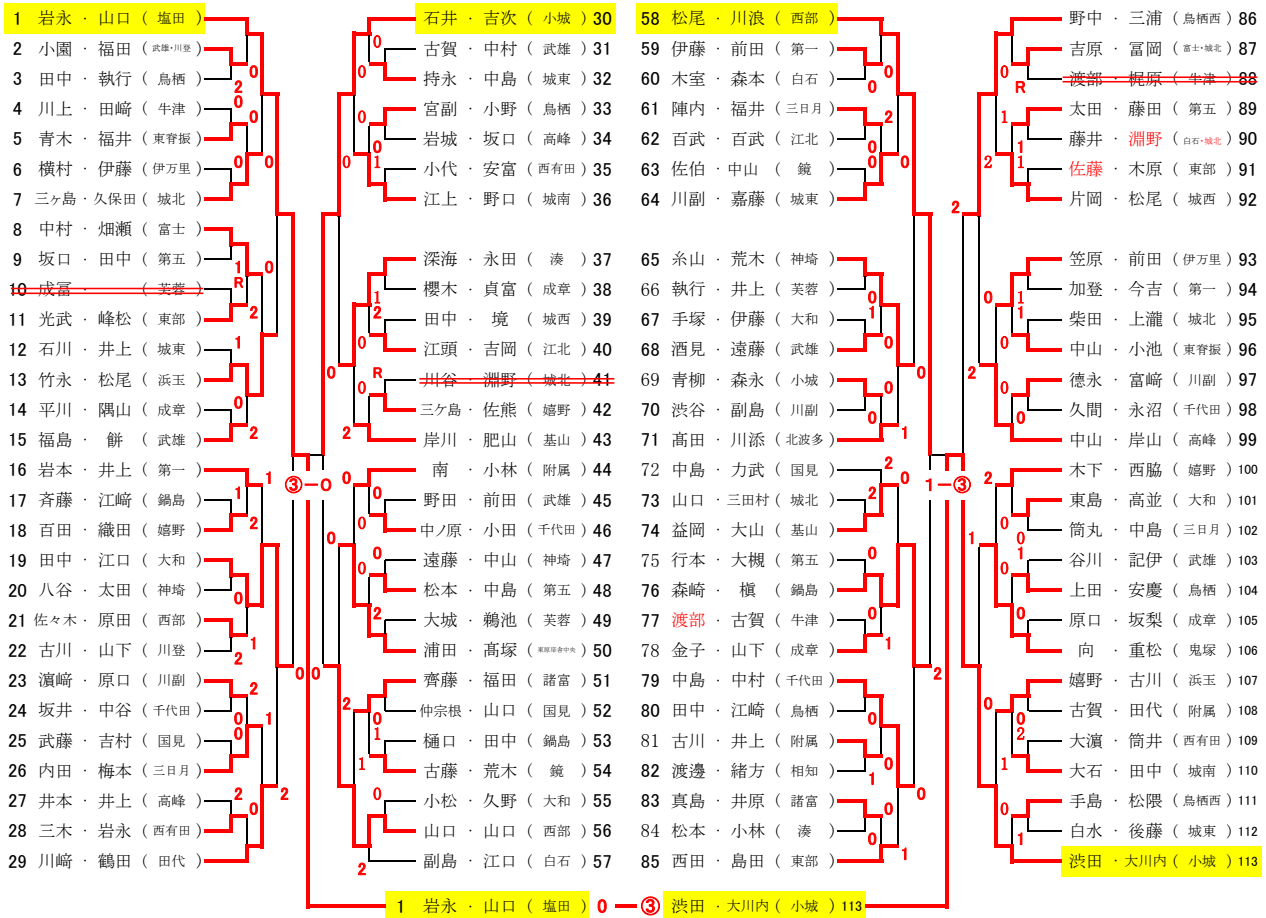 1 岩永・山口（塩田）
2 小園・福田（武雄・川登）
3 田中・執行（鳥栖）
4 川上・田﨑（牛津）
5 青木・福井（東脊振）
6 横村・伊藤（伊万里）
7 三ヶ島・久保田（城北）
8 中村・畑瀬（富士）
9 坂口・田中（第五）
10 成冨（芙蓉）
11 光武・峰松（東部）
12 石川・井上（城東）
13 竹永・松尾（浜玉）
14 平川・隅山（成章）
15 福島・餅（武雄）
16 岩本・井上（第一）
17 斉藤・江﨑（鍋島）
18 百田・織田（嬉野）
19 田中・江口（大和）
20 八谷・太田（神埼）
21 佐々木・原田（西部）
22 古川・山下（川登）
23 濵﨑・原口（川副）
24 坂井・中谷（千代田）
25 武藤・吉村（国見）
26 内田・梅本（三日月）
27 井本・井上（高峰）
28 三木・岩永（西有田）
29 川﨑・鶴田（田代）
石井・吉次（小城）30
古賀・中村（武雄）31
持永・中島（城東）32
宮副・小野（鳥栖）33
岩城・坂口（高峰）34
小代・安富（西有田）35
江上・野口（城南）36
深海・永田（湊）37
櫻木・貞富（成章）38
田中・境（城西）39
江頭・吉岡（江北）40
川谷・淵野（城北）41
三ケ島・佐熊（嬉野）42
岸川・肥山（基山）43
南・小林（附属）44
野田・前田（武雄）45
中ノ原・小田（千代田）46
遠藤・中山（神埼）47
松本・中島（第五）48
大城・鵜池（芙蓉）49
浦田・髙塚 50
齊藤・福田（諸富）51
仲宗根・山口（国見）52
樋口・田中（鍋島）53
古藤・荒木（鏡）54
小松・久野（大和）55
山口・山口（西部）56
副島・江口（白石）57
③－0
58 松尾・川浪（西部）
59 伊藤・前田（第一）
60 木室・森本（白石）
61 陣内・福井（三日月）
62 百武・百武（江北）
63 佐伯・中山（鏡）
64 川副・嘉藤（城東）
65 糸山・荒木（神埼）
66 執行・井上（芙蓉）
67 手塚・伊藤（大和）
68 酒見・遠藤（武雄）
69 青柳・森永（小城）
70 渋谷・副島（川副）
71 髙田・川添（北波多）
72 中島・力武（国見）
73 山口・三田村（城北）
74 益岡・大山（基山）
75 行本・大槻（第五）
76 森崎・槇（鍋島）
77 渡部・古賀（牛津）
78 金子・山下（成章）
79 中島・中村（千代田）
80 田中・江崎（鳥栖）
81 古川・井上（附属）
82 渡邊・緒方（相知）
83 真島・井原（諸富）
84 松本・小林（湊）
85 西田・島田（東部）
野中・三浦（鳥栖西）86
吉原・冨岡（富士・城北）87
渡部・梶原（牛津）88
太田・藤田（第五）89
藤井・淵野（白石・城北）90
佐藤・木原（東部）91
片岡・松尾（城西）92
笠原・前田（伊万里）93
加登・今吉（第一）94
柴田・上瀧（城北）95
中山・小池（東脊振）96
德永・富﨑（川副）97
久間・永沼（千代田）98
中山・岸山（高峰）99
木下・西脇（嬉野）100
東島・高並（大和）101
筒丸・中島（三日月）102
谷川・記伊（武雄）103
上田・安慶（鳥栖）104
原口・坂梨（成章）105
向・重松（鬼塚）106
嬉野・古川（浜玉）107
古賀・田代（附属）108
大濵・筒井（西有田）109
大石・田中（城南）110
手島・松隈（鳥栖西）111
白水・後藤（城東）112
渋田・大川内（小城）113
1－③
1 岩永・山口（塩田）0 － ③ 渋田・大川内（小城）113